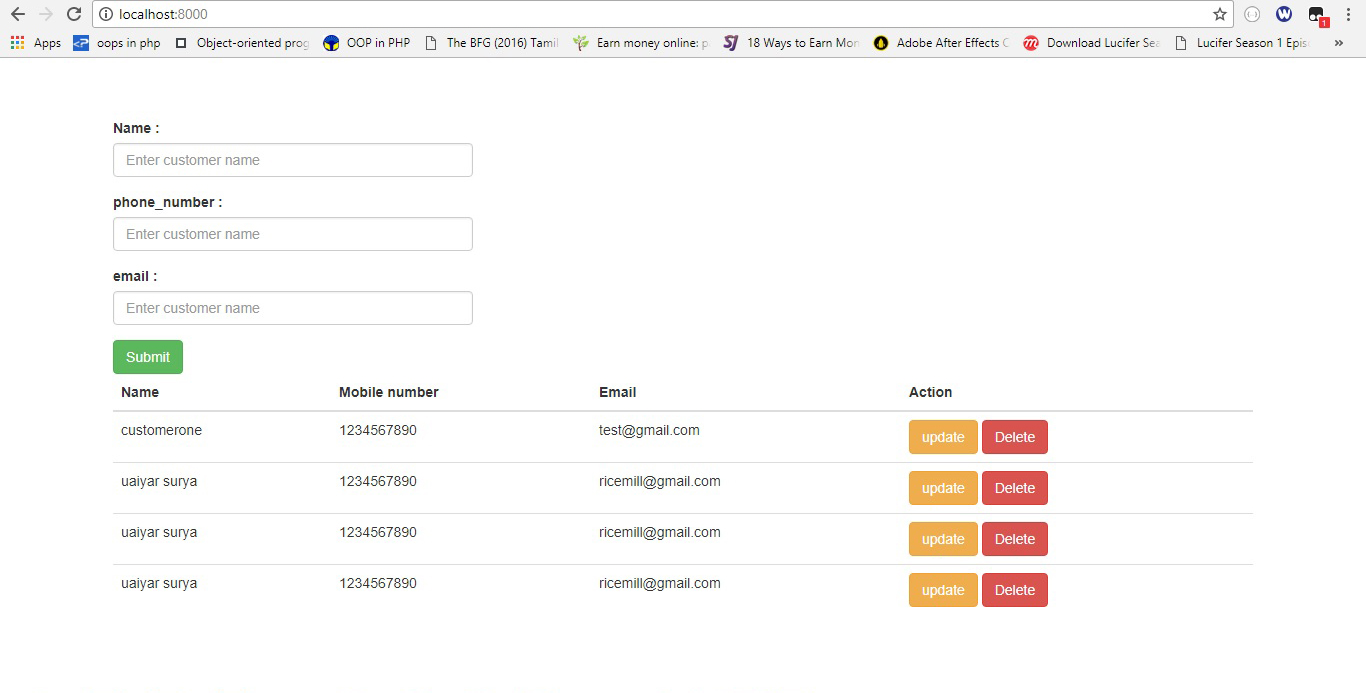 localhost:8000
Apps oops in php Object-oriented prog OOP in PHP The BFG (2016) Tamil Earn money online: p 18 Ways to Earn Mon Adobe After Effects C Download Lucifer Sea Lucifer Season 1 Epis »
Name :
Enter customer name
phone_number :
Enter customer name
email :
Enter customer name
Submit
Name Mobile number Email Action
customerone 1234567890 test@gmail.com update Delete
uaiyar surya 1234567890 ricemill@gmail.com update Delete
uaiyar surya 1234567890 ricemill@gmail.com update Delete
uaiyar surya 1234567890 ricemill@gmail.com update Delete